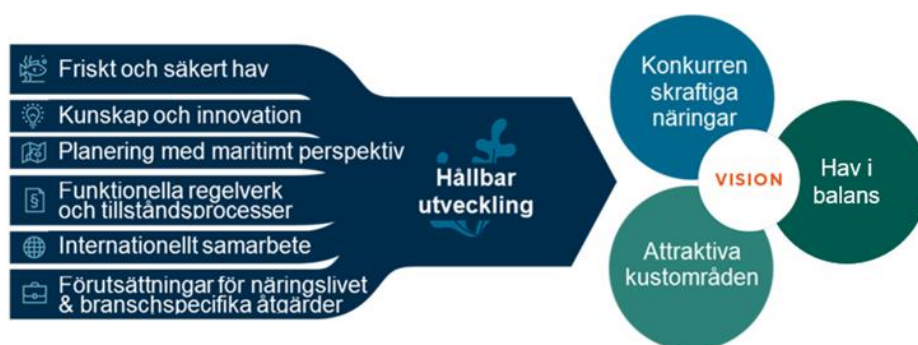 Friskt och säkert hav
Kunskap och innovation
Planering med maritimt perspektiv
Funktionella regelverk
och tillståndsprocesser
Internationellt samarbete
Förutsättningar för näringslivet
& branschspecifika åtgärder
Hållbar
utveckling
Konkurren
skraftiga
näringar
VISION
Hav i
balans
Attraktiva
kustområden